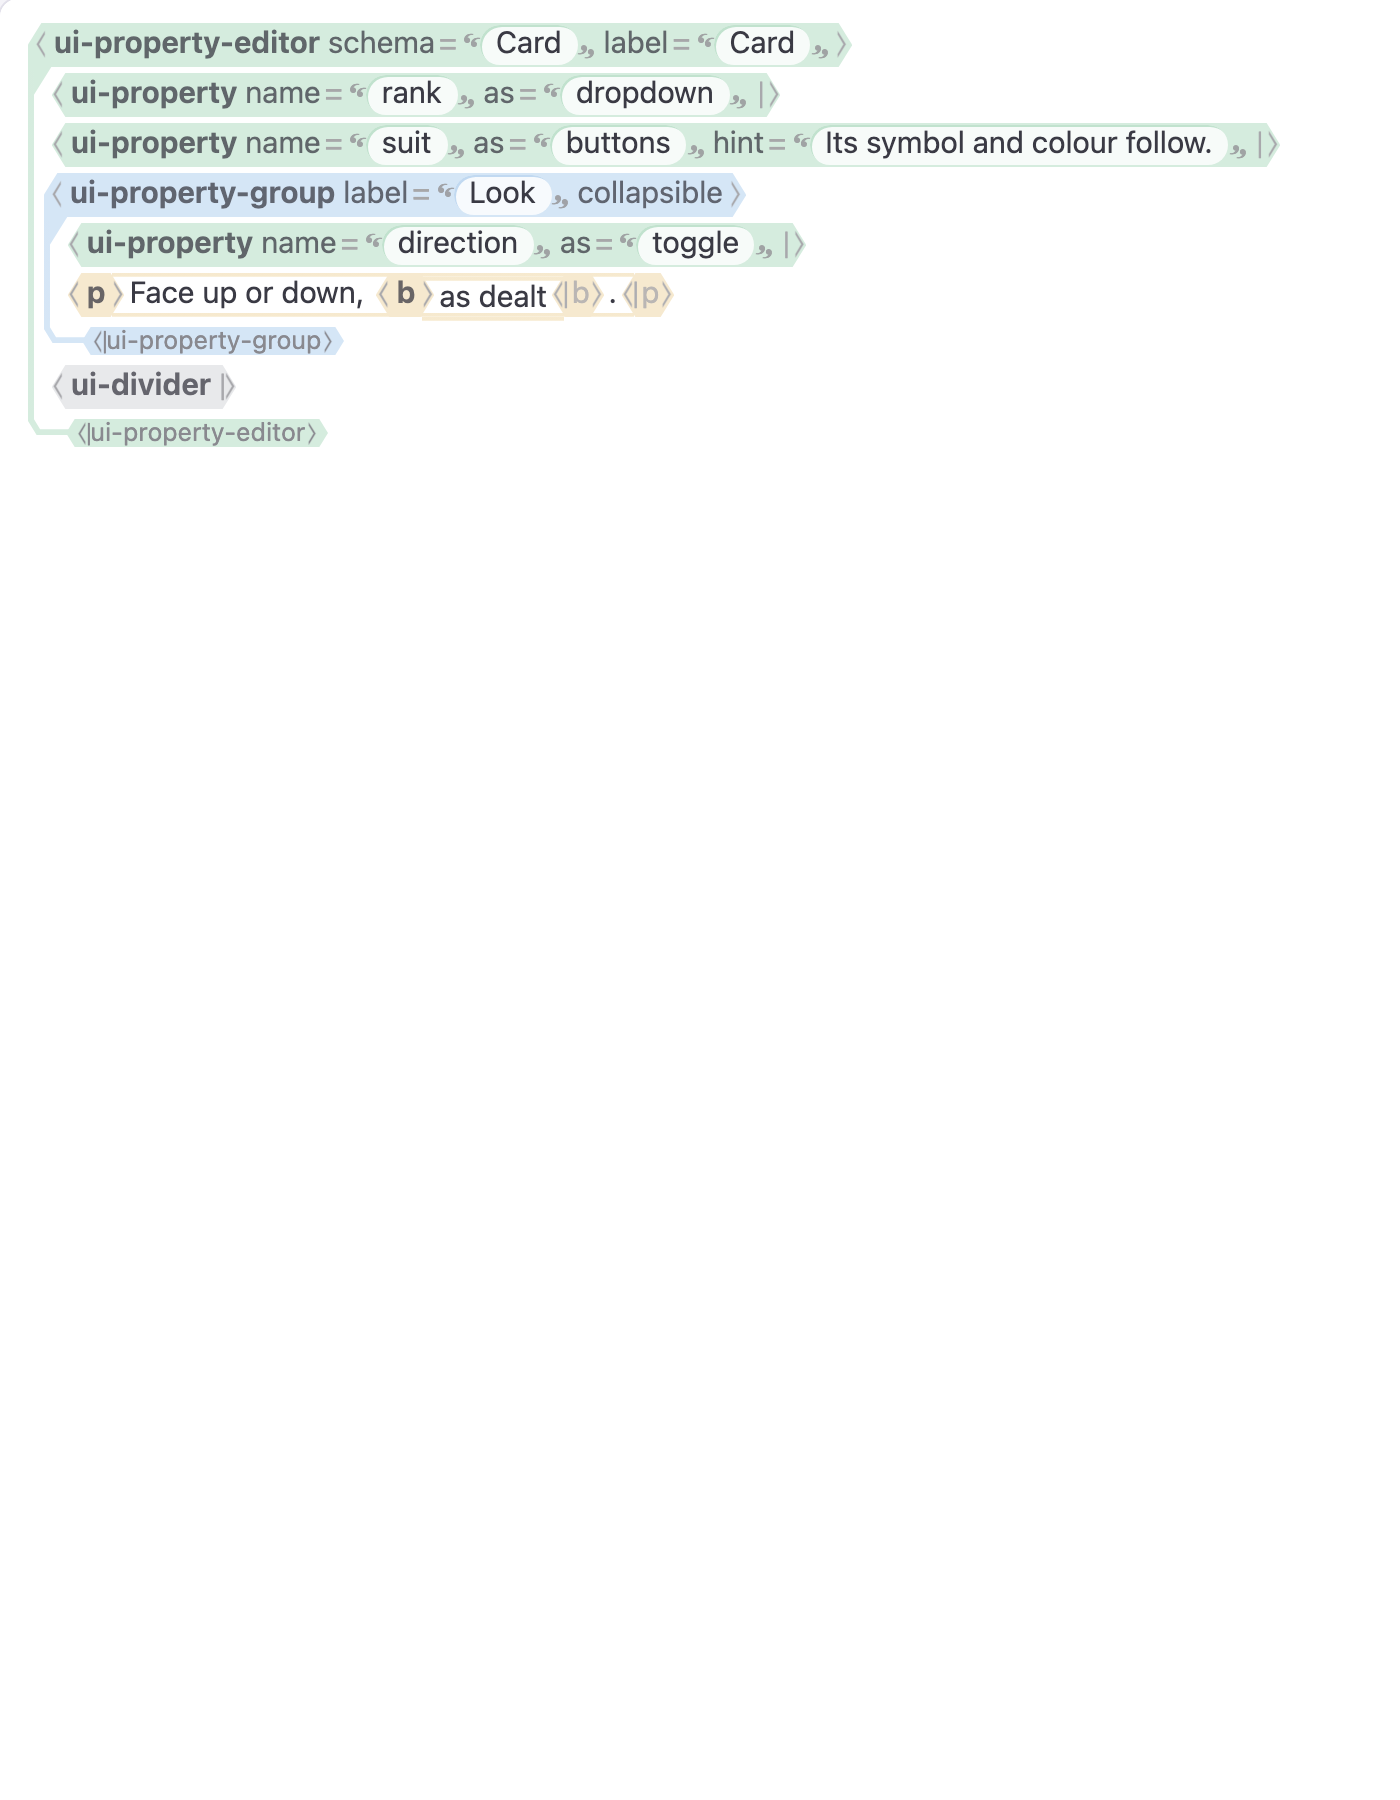 〈 ui-property-editor schema=“ Card „ label=“ Card „ 〉
〈 ui-property name=“ rank „ as=“ dropdown „ |〉
〈 ui-property name=“ suit „ as=“ buttons „ hint=“ Its symbol and colour follow. „ |〉
〈 ui-property-group label=“ Look „ collapsible 〉
〈 ui-property name=“ direction „ as=“ toggle „ |〉
〈 p 〉 Face up or down, 〈 b 〉 as dealt 〈|b〉 . 〈|p〉
〈|ui-property-group〉
〈 ui-divider |〉
〈|ui-property-editor〉